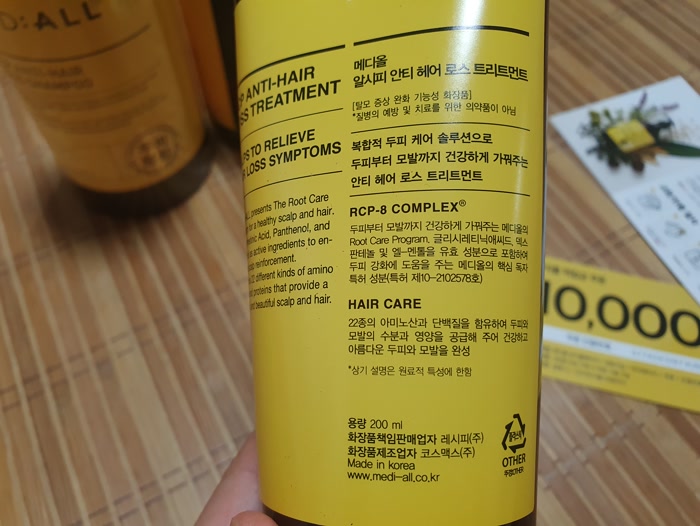 D:ALL
P ANTI-HAIR
SS TREATMENT
PS TO RELIEVE
LOSS SYMPTOMS
ALL presents The Root Care
for a healthy scalp and hair.
Acid, Panthenol, and
as active ingredients to en-
reinforcement.
22 different kinds of amino
proteins that provide a
beautiful scalp and hair.
메디올
알시피 안티 헤어 로스 트리트먼트
[탈모 증상 완화 기능성 화장품]
*질병의 예방 및 치료를 위한 의약품이 아님
복합적 두피 케어 솔루션으로
두피부터 모발까지 건강하게 가꿔주는
안티 헤어 로스 트리트먼트
RCP-8 COMPLEX®
두피부터 모발까지 건강하게 가꿔주는 메디올의
Root Care Program, 글리시레티닉애씨드, 덱스
판테놀 및 엘-멘톨을 유효 성분으로 포함하여
두피 강화에 도움을 주는 메디올의 핵심 독자
특허 성분(특허 제10-2102578호)
HAIR CARE
22종의 아미노산과 단백질을 함유하여 두피와
모발의 수분과 영양을 공급해 주어 건강하고
아름다운 두피와 모발을 완성
*상기 설명은 원료적 특성에 한함
용량 200 ml
화장품책임판매업자 레시피(주)
화장품제조업자 코스맥스(주)
Made in korea
www.medi-all.co.kr
OTHER
10,000